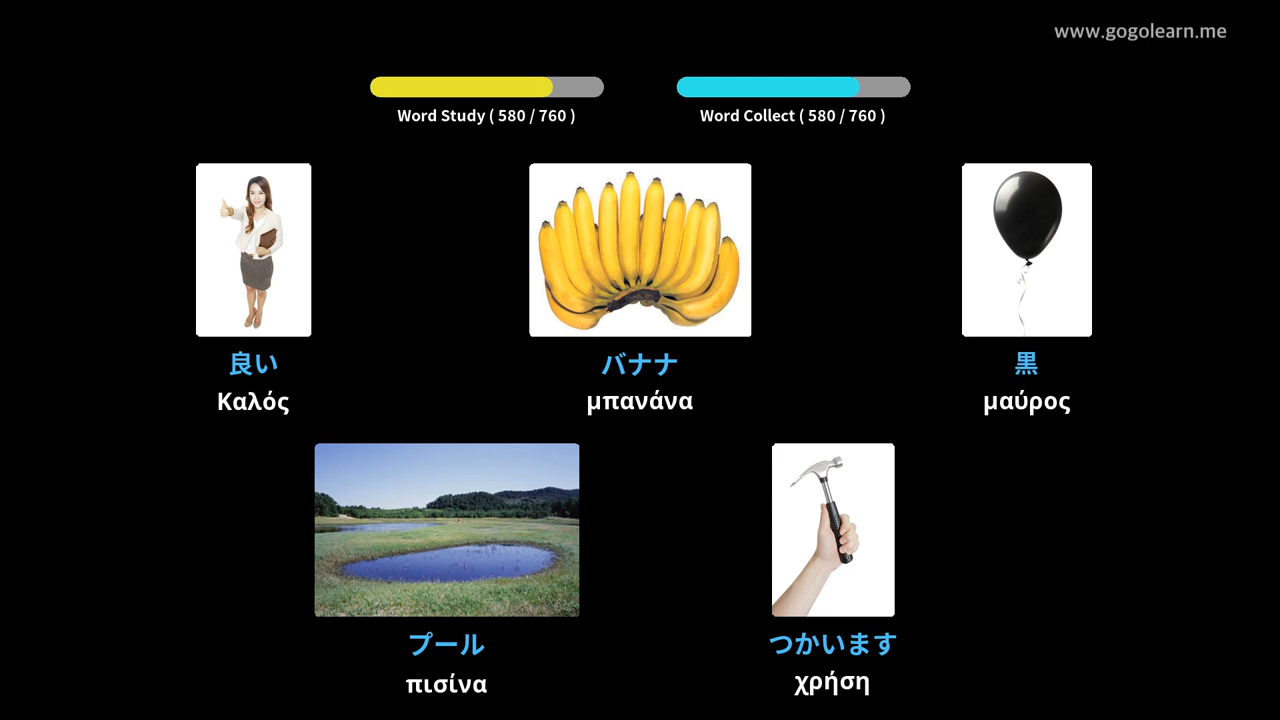 www.gogolearn.me
Word Study ( 580 / 760 )
Word Collect ( 580 / 760 )
良い
Καλός
バナナ
μπανάνα
黒
μαύρος
プール
πισίνα
つかいます
χρήση